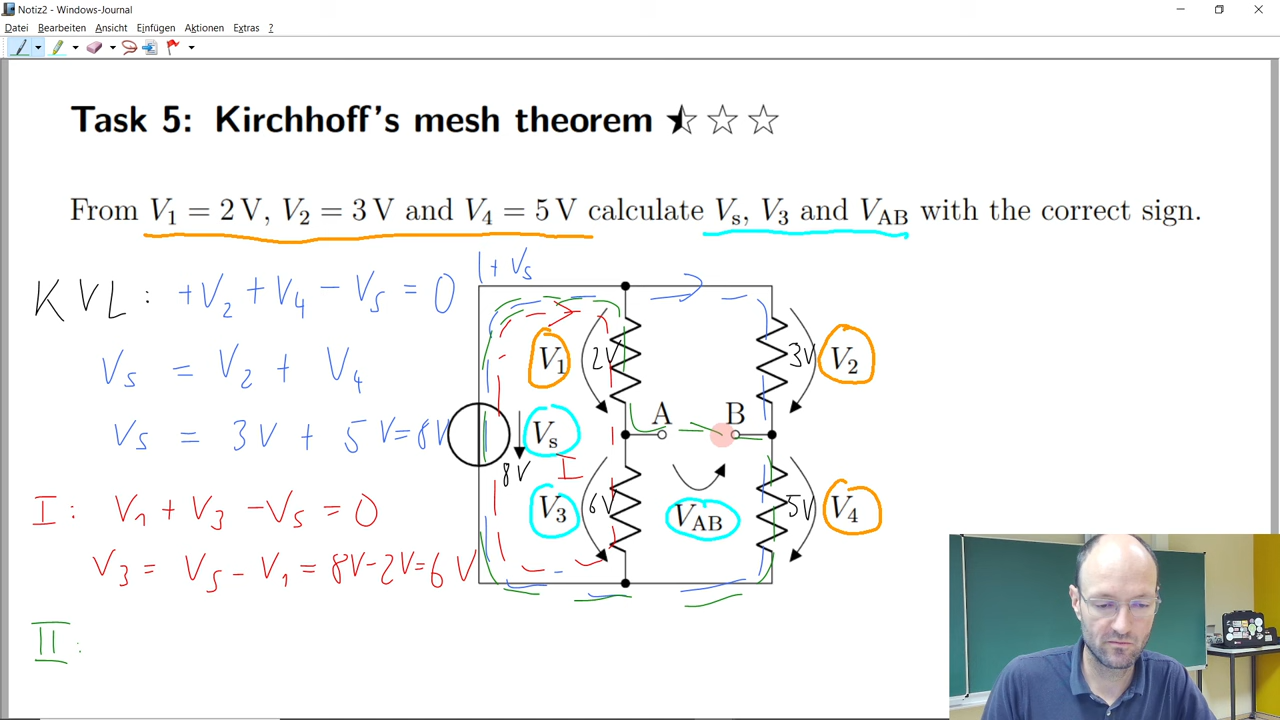 Notiz2 - Windows-Journal
Datei Bearbeiten Ansicht Einfügen Aktionen Extras ?
Task 5: Kirchhoff's mesh theorem
From V1 = 2 V, V2 = 3 V and V4 = 5 V calculate Vs, V3 and VAB with the correct sign.
KVL: +V2 + V4 - Vs = 0
1 + Vs
Vs = V2 + V4
Vs = 3V + 5V = 8V
I: V1 + V3 - Vs = 0
V3 = Vs - V1 = 8V - 2V = 6V
II:
V1 2V 3V V2
A B
Vs
8V I
V3 6V VAB 5V V4